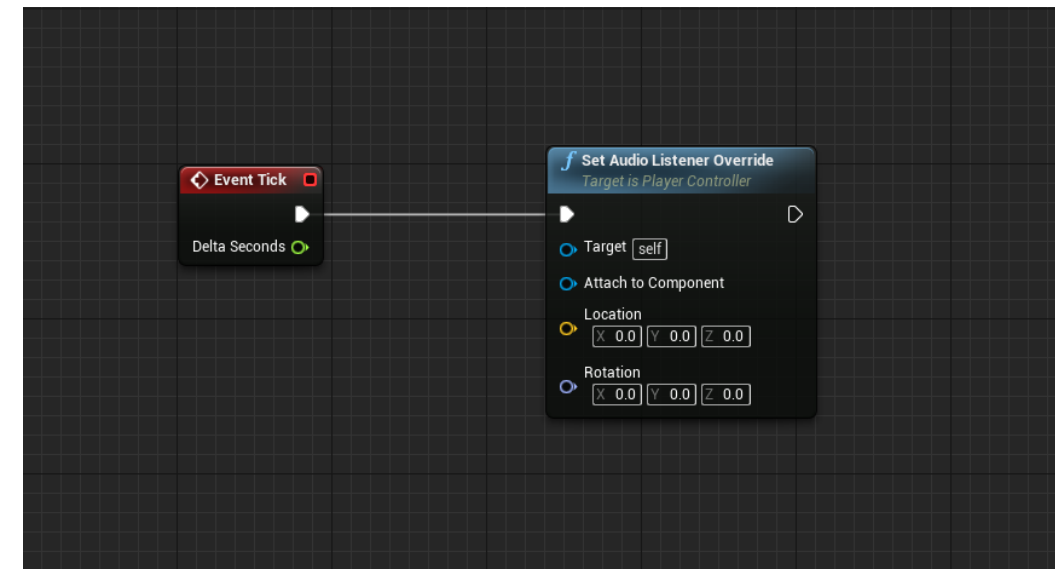 Event Tick
Delta Seconds
f Set Audio Listener Override
Target is Player Controller
Target self
Attach to Component
Location
X 0.0 Y 0.0 Z 0.0
Rotation
X 0.0 Y 0.0 Z 0.0